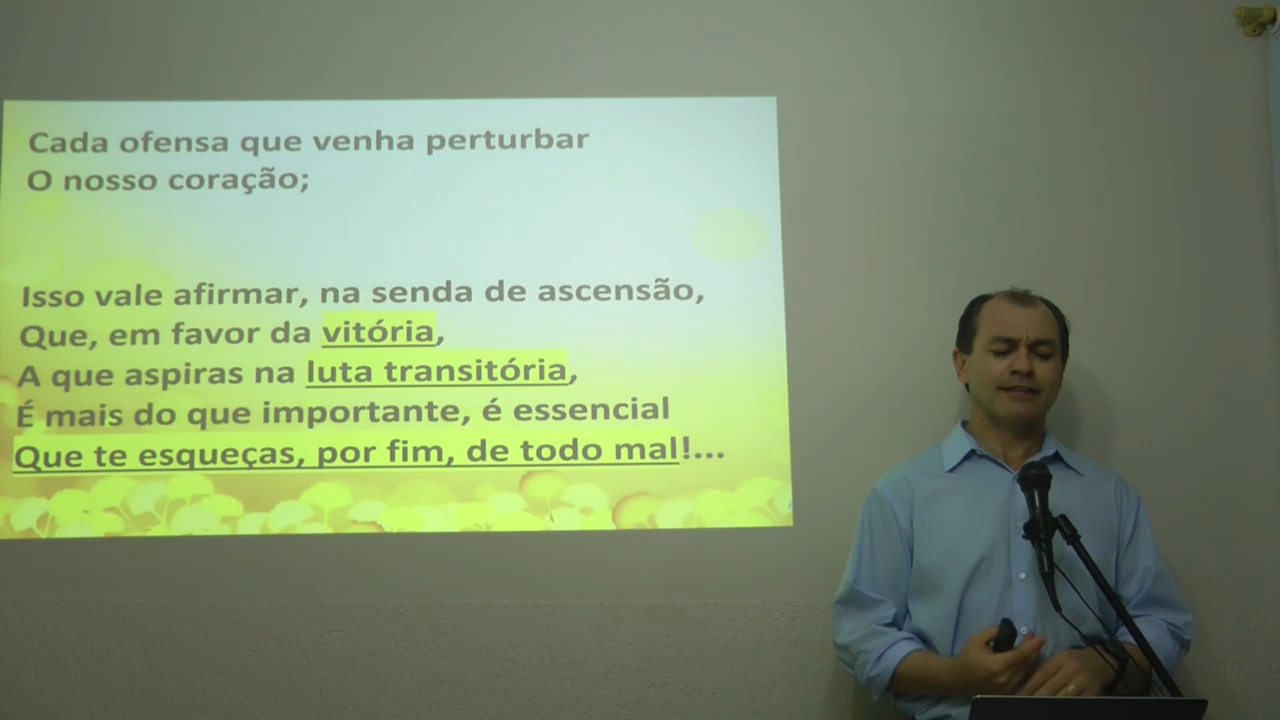 Cada ofensa que venha perturbar
O nosso coração;
Isso vale afirmar, na senda de ascensão,
Que, em favor da vitória,
A que aspiras na luta transitória,
É mais do que importante, é essencial
Que te esqueças, por fim, de todo mal!...